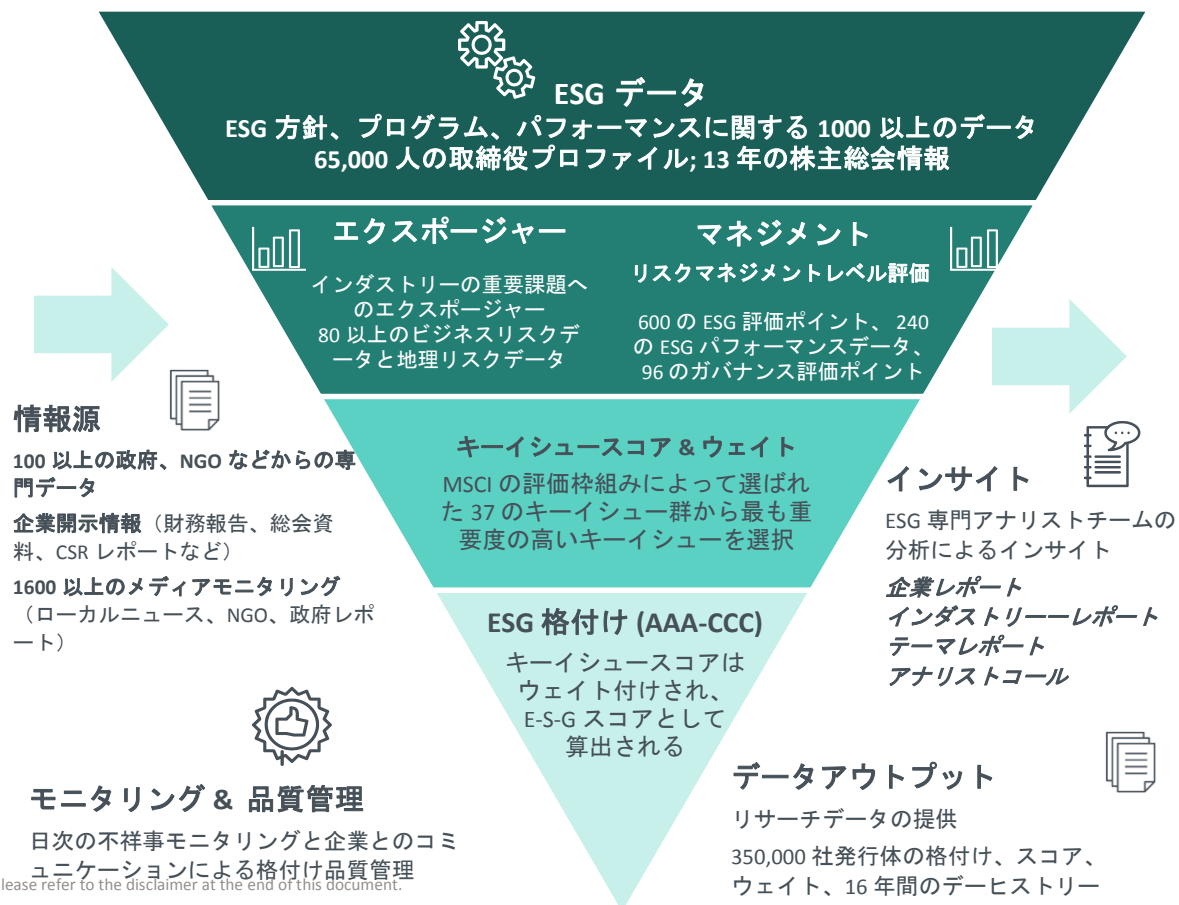 ESG データ
ESG 方針、プログラム、パフォーマンスに関する 1000 以上のデータ
65,000 人の取締役プロファイル; 13 年の株主総会情報
エクスポージャー
インダストリーの重要課題へ
のエクスポージャー
80 以上のビジネスリスクデ
ータと地理リスクデータ
マネジメント
リスクマネジメントレベル評価
600 の ESG 評価ポイント、 240
の ESG パフォーマンスデータ、
96 のガバナンス評価ポイント
キーイシュースコア & ウェイト
MSCI の評価枠組みによって選ばれ
た 37 のキーイシュー群から最も重
要度の高いキーイシューを選択
ESG 格付け (AAA-CCC)
キーイシュースコアは
ウェイト付けされ、
E-S-G スコアとして
算出される
情報源
100 以上の政府、NGO などからの専
門データ
企業開示情報（財務報告、総会資
料、CSR レポートなど）
1600 以上のメディアモニタリング
（ローカルニュース、NGO、政府レポ
ート）
モニタリング & 品質管理
日次の不祥事モニタリングと企業とのコミ
ュニケーションによる格付け品質管理
lease refer to the disclaimer at the end of this document.
インサイト
ESG 専門アナリストチームの
分析によるインサイト
企業レポート
インダストリーーレポート
テーマレポート
アナリストコール
データアウトプット
リサーチデータの提供
350,000 社発行体の格付け、スコア、
ウェイト、16 年間のデーヒストリー